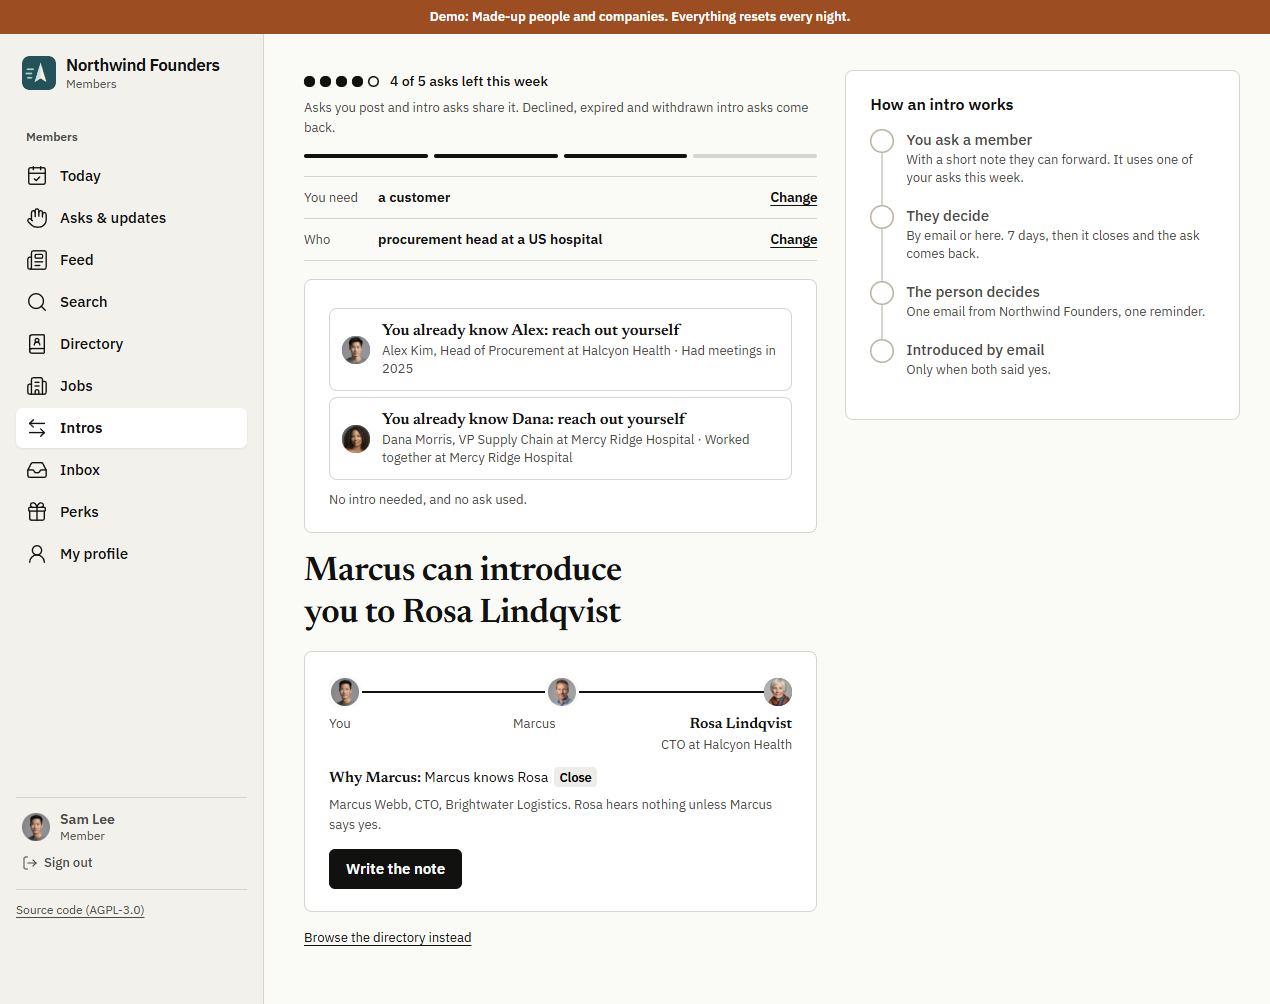 Demo: Made-up people and companies. Everything resets every night.
Northwind Founders
Members
Members
Today
Asks & updates
Feed
Search
Directory
Jobs
Intros
Inbox
Perks
My profile
Sam Lee
Member
Sign out
Source code (AGPL-3.0)
4 of 5 asks left this week
Asks you post and intro asks share it. Declined, expired and withdrawn intro asks come
back.
You need a customer Change
Who procurement head at a US hospital Change
You already know Alex: reach out yourself
Alex Kim, Head of Procurement at Halcyon Health · Had meetings in
2025
You already know Dana: reach out yourself
Dana Morris, VP Supply Chain at Mercy Ridge Hospital · Worked
together at Mercy Ridge Hospital
No intro needed, and no ask used.
Marcus can introduce
you to Rosa Lindqvist
You Marcus Rosa Lindqvist
CTO at Halcyon Health
Why Marcus: Marcus knows Rosa Close
Marcus Webb, CTO, Brightwater Logistics. Rosa hears nothing unless Marcus
says yes.
Write the note
Browse the directory instead
How an intro works
You ask a member
With a short note they can forward. It uses one of
your asks this week.
They decide
By email or here. 7 days, then it closes and the ask
comes back.
The person decides
One email from Northwind Founders, one reminder.
Introduced by email
Only when both said yes.